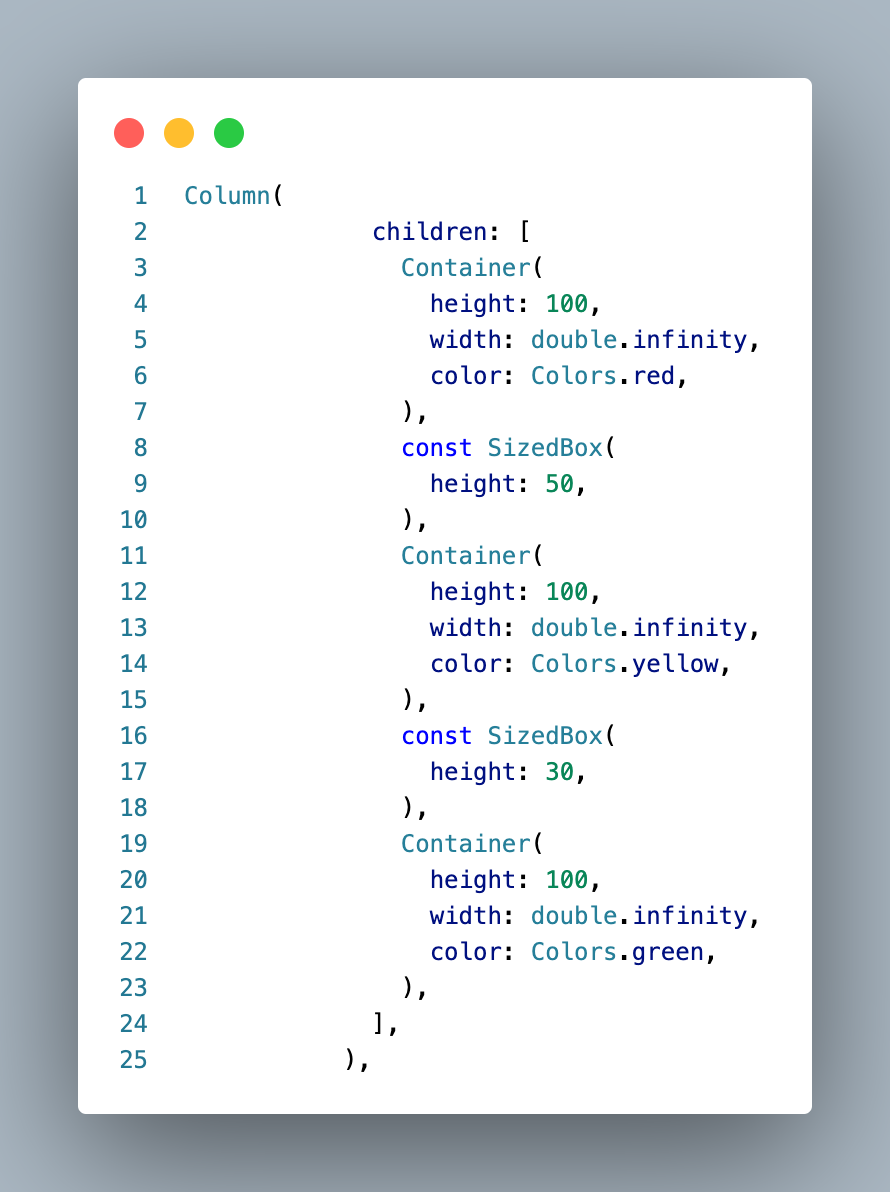 1 Column(
2 children: [
3 Container(
4 height: 100,
5 width: double.infinity,
6 color: Colors.red,
7 ),
8 const SizedBox(
9 height: 50,
10 ),
11 Container(
12 height: 100,
13 width: double.infinity,
14 color: Colors.yellow,
15 ),
16 const SizedBox(
17 height: 30,
18 ),
19 Container(
20 height: 100,
21 width: double.infinity,
22 color: Colors.green,
23 ),
24 ],
25 ),